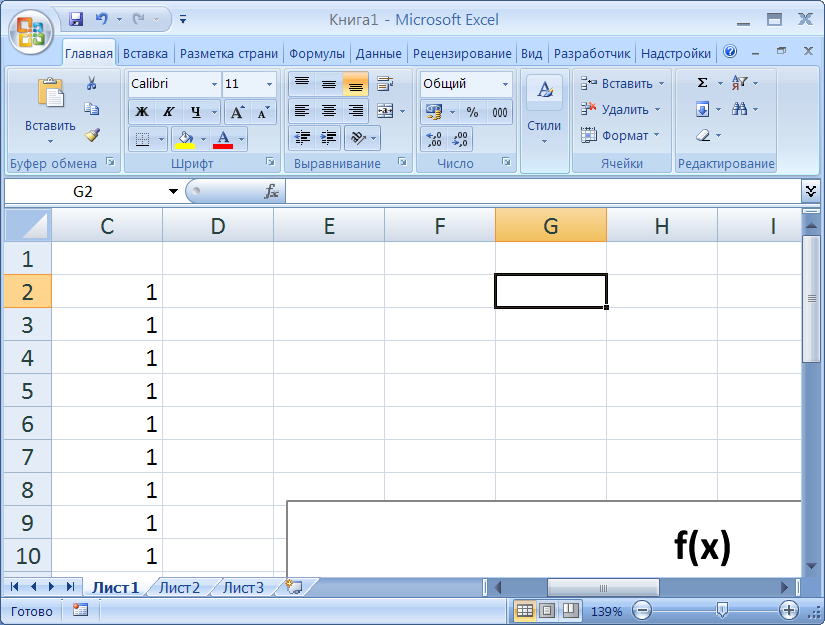 Книга1 - Microsoft Excel
Главная Вставка Разметка страни Формулы Данные Рецензирование Вид Разработчик Надстройки
Calibri 11 Общий Вставить Σ
Вставить Ж К Ч А А % 000 Стили Удалить
А Формат
Буфер обмена Шрифт Выравнивание Число Ячейки Редактирование
G2 fx
C D E F G H I
1
2 1
3 1
4 1
5 1
6 1
7 1
8 1
9 1
10 1
f(x)
Лист1 Лист2 Лист3
Готово 139%